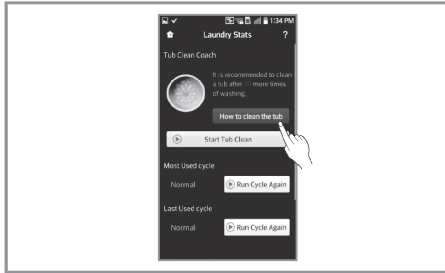 1:34 PM
Laundry Stats ?
Tub Clean Coach
It is recommended to clean
a tub after more times
of washing.
How to clean the tub
Start Tub Clean
Most Used cycle
Normal Run Cycle Again
Last Used cycle
Normal Run Cycle Again